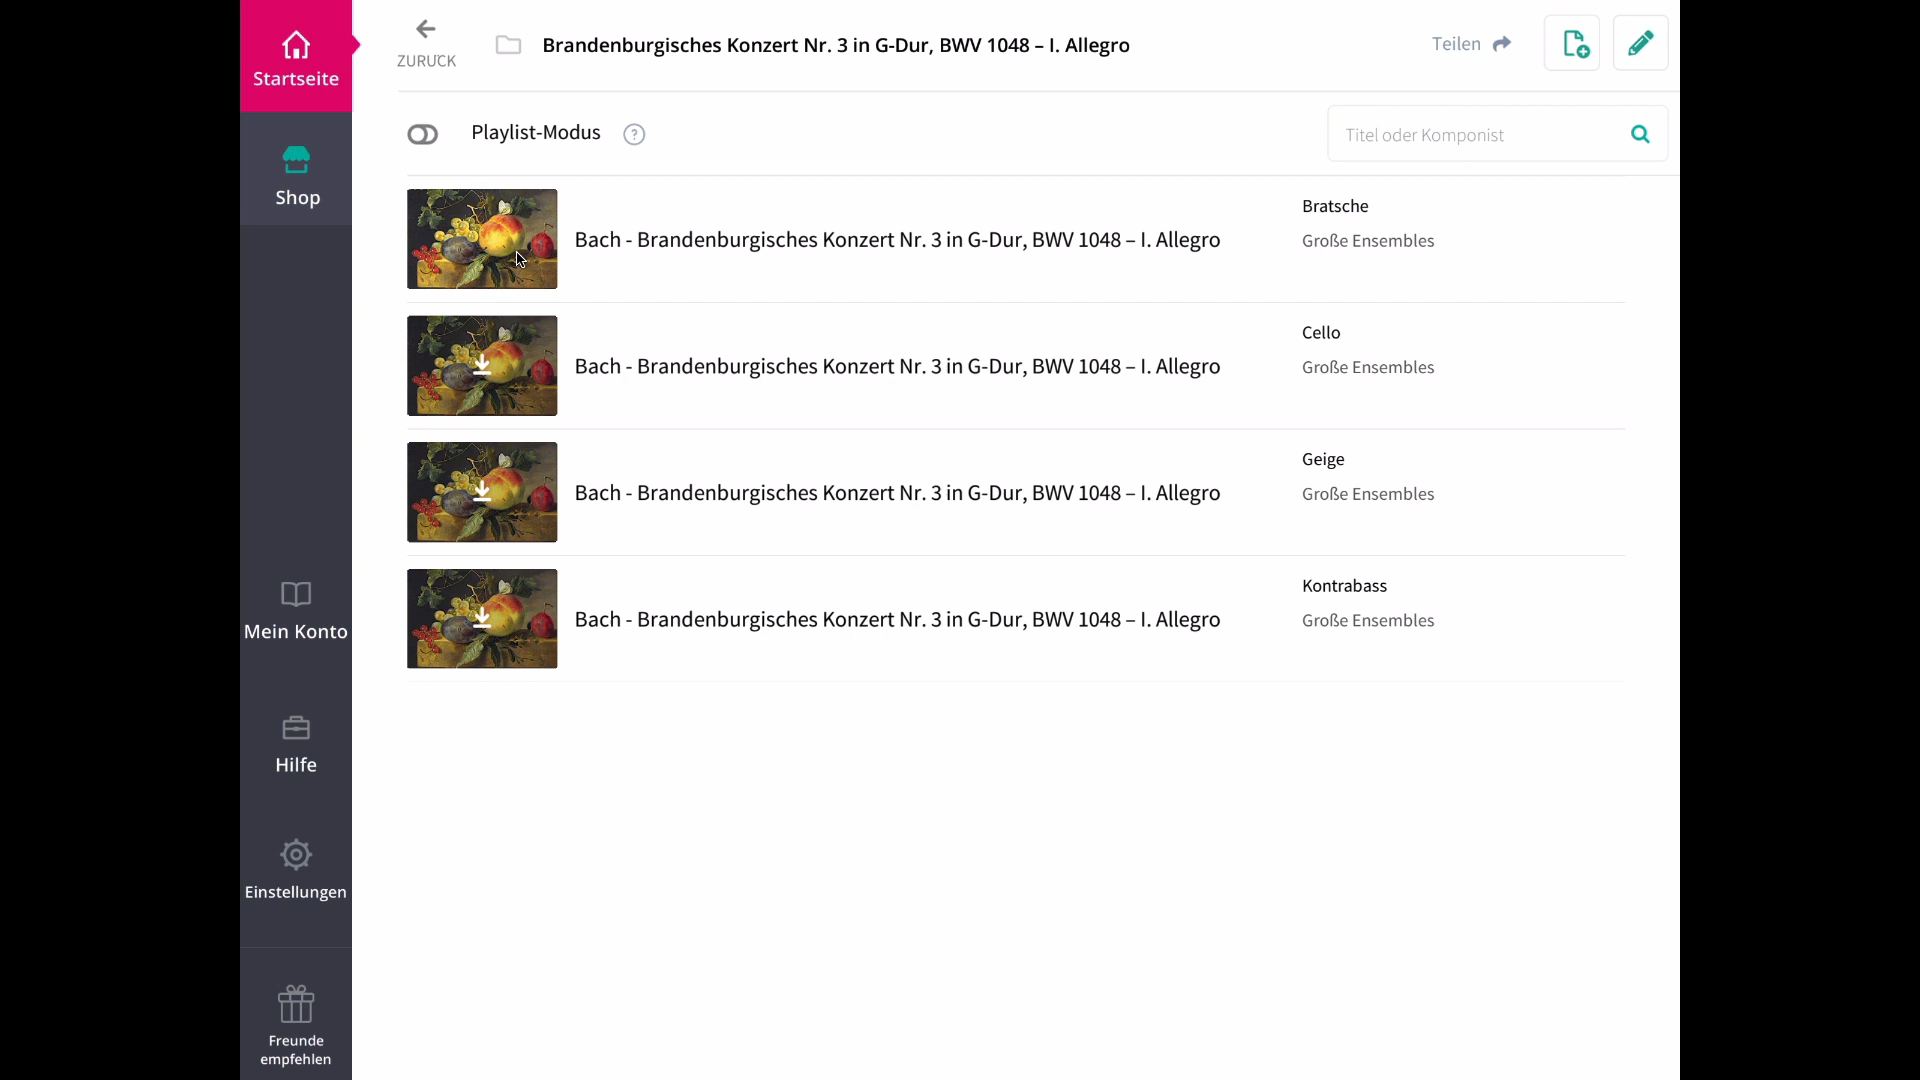 Startseite
Shop
Mein Konto
Hilfe
Einstellungen
Freunde
empfehlen
ZURÜCK
Brandenburgisches Konzert Nr. 3 in G-Dur, BWV 1048 – I. Allegro
Teilen
Playlist-Modus
?
Titel oder Komponist
Bach - Brandenburgisches Konzert Nr. 3 in G-Dur, BWV 1048 – I. Allegro
Bratsche
Große Ensembles
Bach - Brandenburgisches Konzert Nr. 3 in G-Dur, BWV 1048 – I. Allegro
Cello
Große Ensembles
Bach - Brandenburgisches Konzert Nr. 3 in G-Dur, BWV 1048 – I. Allegro
Geige
Große Ensembles
Bach - Brandenburgisches Konzert Nr. 3 in G-Dur, BWV 1048 – I. Allegro
Kontrabass
Große Ensembles